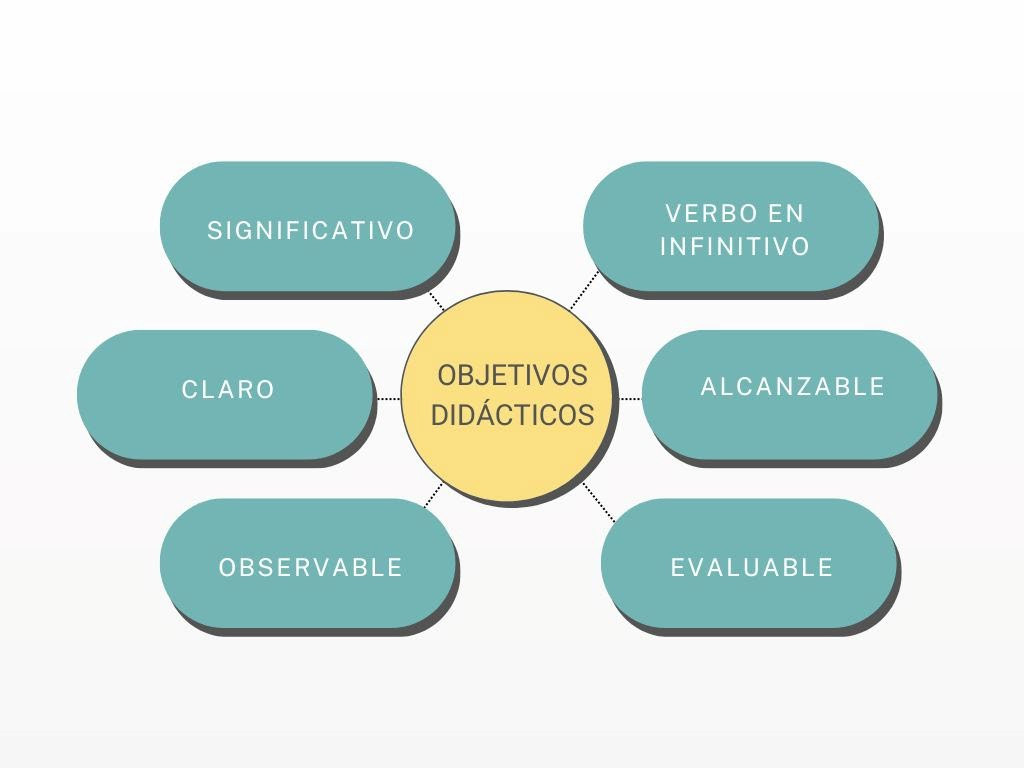 SIGNIFICATIVO
VERBO EN
INFINITIVO
CLARO
OBJETIVOS
DIDÁCTICOS
ALCANZABLE
OBSERVABLE
EVALUABLE